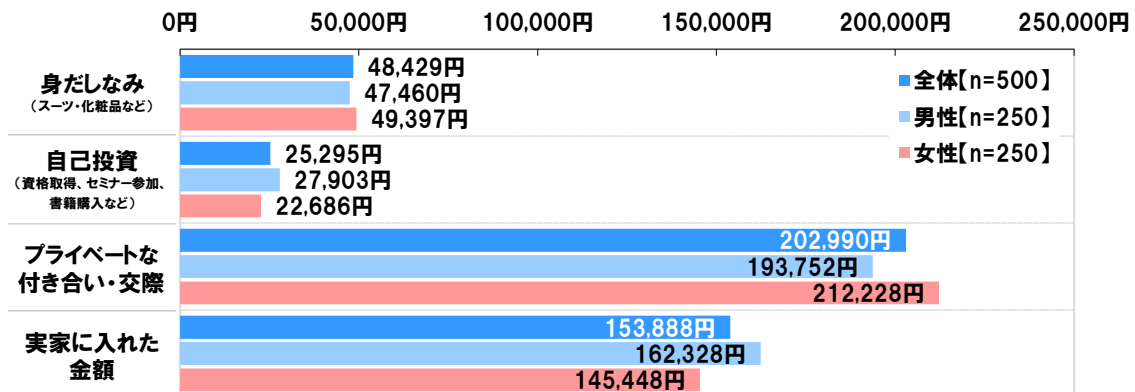 0円 50,000円 100,000円 150,000円 200,000円 250,000円
身だしなみ
（スーツ・化粧品など）
48,429円
47,460円
49,397円
全体【n=500】
男性【n=250】
女性【n=250】
自己投資
（資格取得、セミナー参加、
書籍購入など）
25,295円
27,903円
22,686円
プライベートな
付き合い・交際
202,990円
193,752円
212,228円
実家に入れた
金額
153,888円
162,328円
145,448円